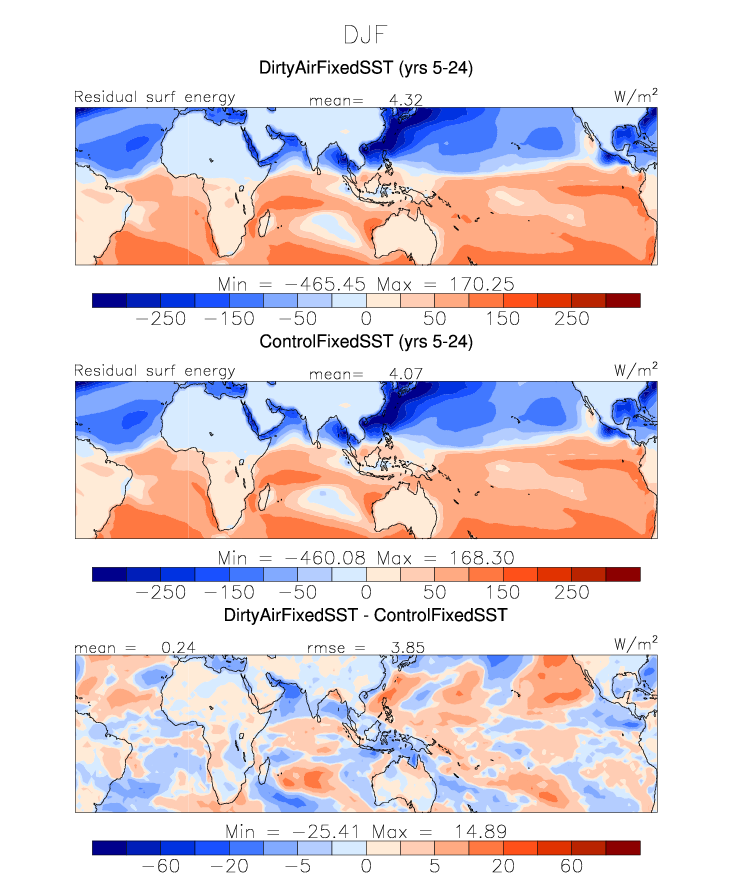 DJF
DirtyAirFixedSST (yrs 5-24)
Residual surf energy mean= 4.32 W/m²
Min = −465.45 Max = 170.25
−250 −150 −50 0 50 150 250
ControlFixedSST (yrs 5-24)
Residual surf energy mean= 4.07 W/m²
Min = −460.08 Max = 168.30
−250 −150 −50 0 50 150 250
DirtyAirFixedSST - ControlFixedSST
mean = 0.24 rmse = 3.85 W/m²
Min = −25.41 Max = 14.89
−60 −20 −5 0 5 20 60